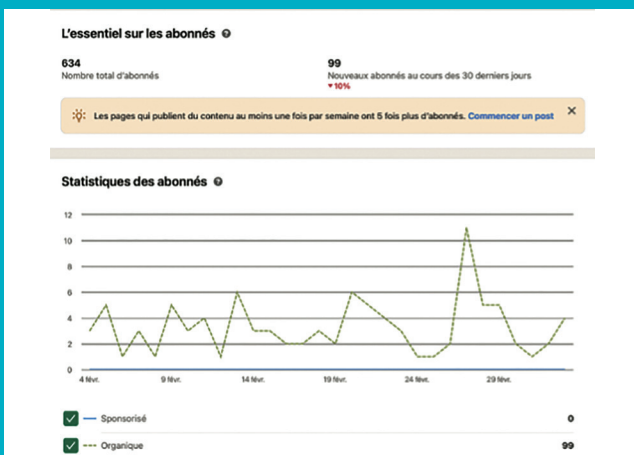 L'essentiel sur les abonnés
634
Nombre total d'abonnés
99
Nouveaux abonnés au cours des 30 derniers jours
▼10%
Les pages qui publient du contenu au moins une fois par semaine ont 5 fois plus d'abonnés. Commencer un post
Statistiques des abonnés
12
10
8
6
4
2
0
4 févr.
9 févr.
14 févr.
19 févr.
24 févr.
29 févr.
Sponsorisé 0
Organique 99